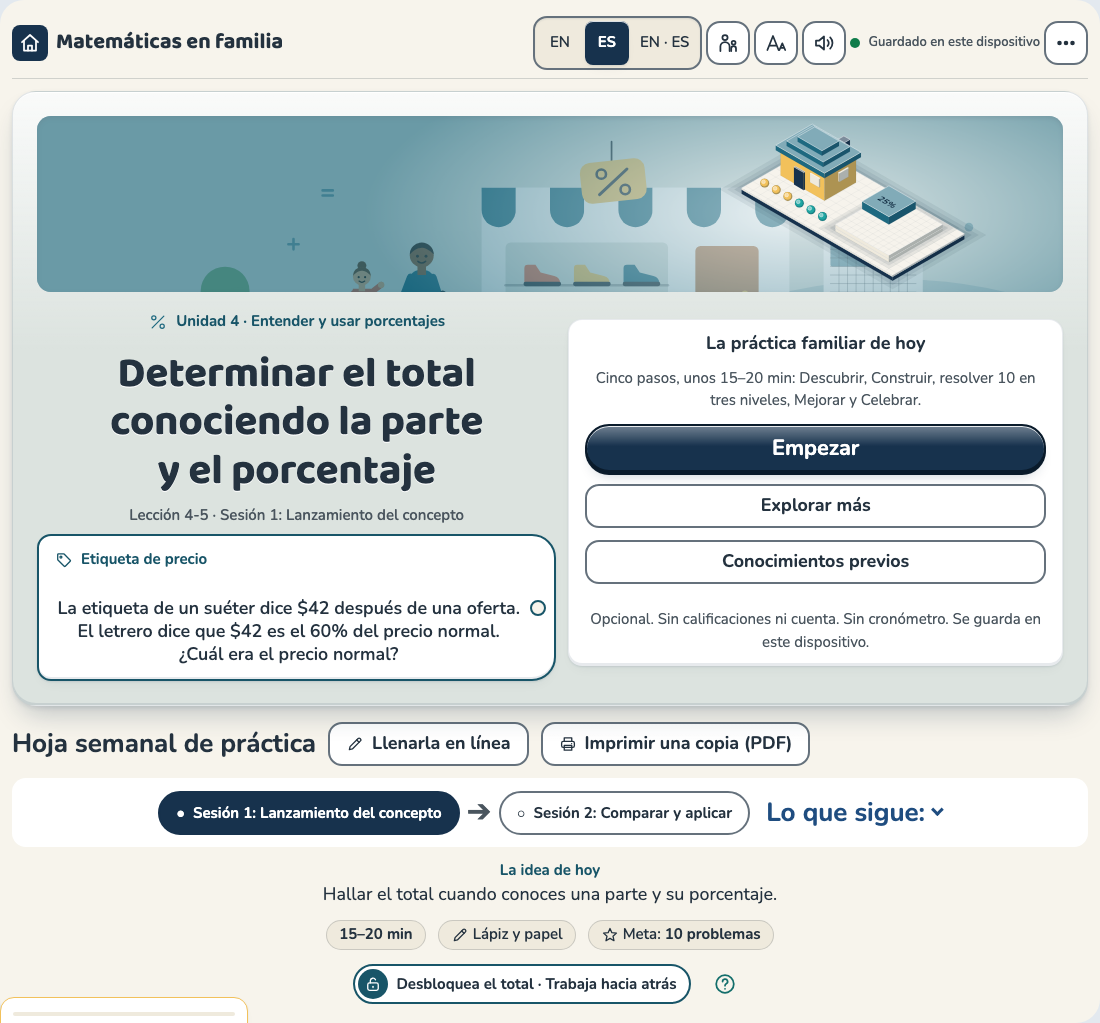 Matemáticas en familia
EN ES EN · ES
Guardado en este dispositivo
25%
Unidad 4 · Entender y usar porcentajes
Determinar el total
conociendo la parte
y el porcentaje
Lección 4-5 · Sesión 1: Lanzamiento del concepto
Etiqueta de precio
La etiqueta de un suéter dice $42 después de una oferta.
El letrero dice que $42 es el 60% del precio normal.
¿Cuál era el precio normal?
La práctica familiar de hoy
Cinco pasos, unos 15–20 min: Descubrir, Construir, resolver 10 en
tres niveles, Mejorar y Celebrar.
Empezar
Explorar más
Conocimientos previos
Opcional. Sin calificaciones ni cuenta. Sin cronómetro. Se guarda en
este dispositivo.
Hoja semanal de práctica
Llenarla en línea
Imprimir una copia (PDF)
Sesión 1: Lanzamiento del concepto
Sesión 2: Comparar y aplicar
Lo que sigue:
La idea de hoy
Hallar el total cuando conoces una parte y su porcentaje.
15–20 min
Lápiz y papel
Meta: 10 problemas
Desbloquea el total · Trabaja hacia atrás